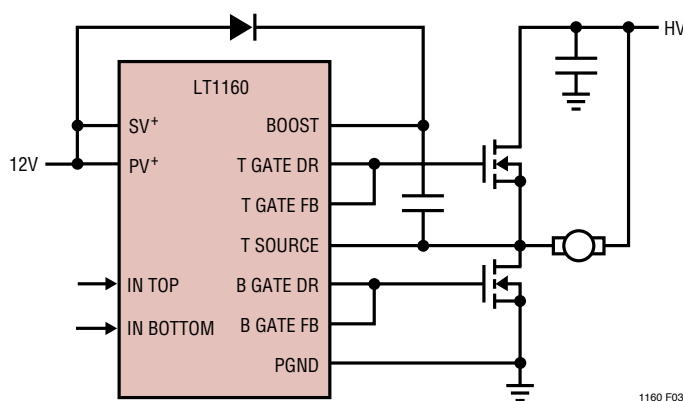 HV
LT1160
SV+
BOOST
12V
PV+
T GATE DR
T GATE FB
T SOURCE
IN TOP
B GATE DR
IN BOTTOM
B GATE FB
PGND
1160 F03